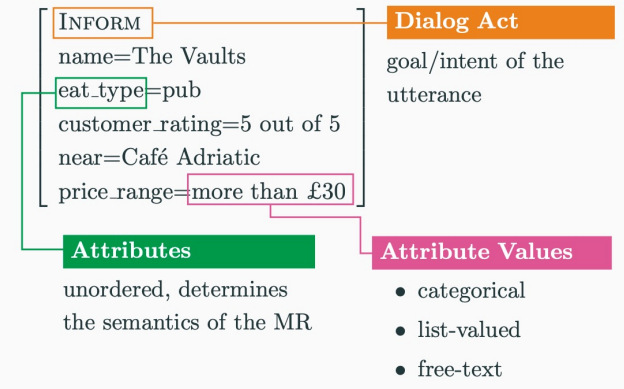 INFORM
name=The Vaults
eat_type=pub
customer_rating=5 out of 5
near=Café Adriatic
price_range=more than £30
Dialog Act
goal/intent of the
utterance
Attributes
unordered, determines
the semantics of the MR
Attribute Values
• categorical
• list-valued
• free-text